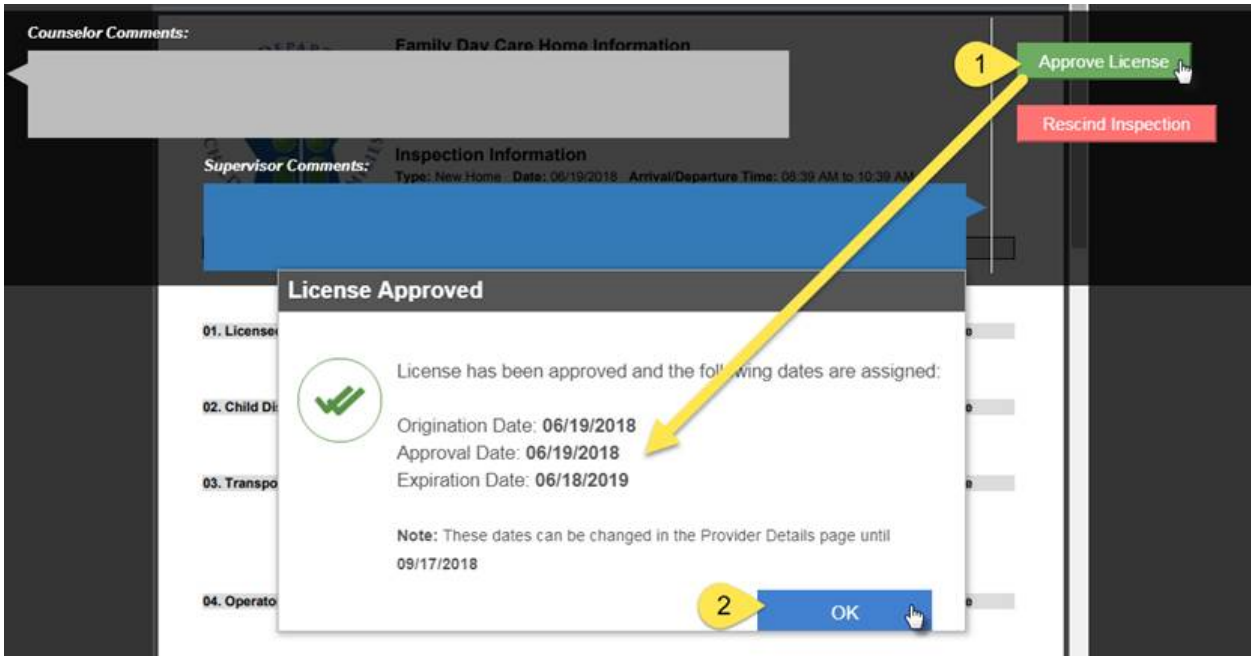 Counselor Comments:
Family Day Care Home Information
1
Approve License
Rescind Inspection
Inspection Information
Supervisor Comments:
Type: New Home Date: 06/19/2018 Arrival/Departure Time: 08:39 AM to 10:39 AM
License Approved
01. License
License has been approved and the following dates are assigned:
02. Child Di
Origination Date: 06/19/2018
Approval Date: 06/19/2018
Expiration Date: 06/18/2019
03. Transpo
Note: These dates can be changed in the Provider Details page until
09/17/2018
04. Operato
2
OK